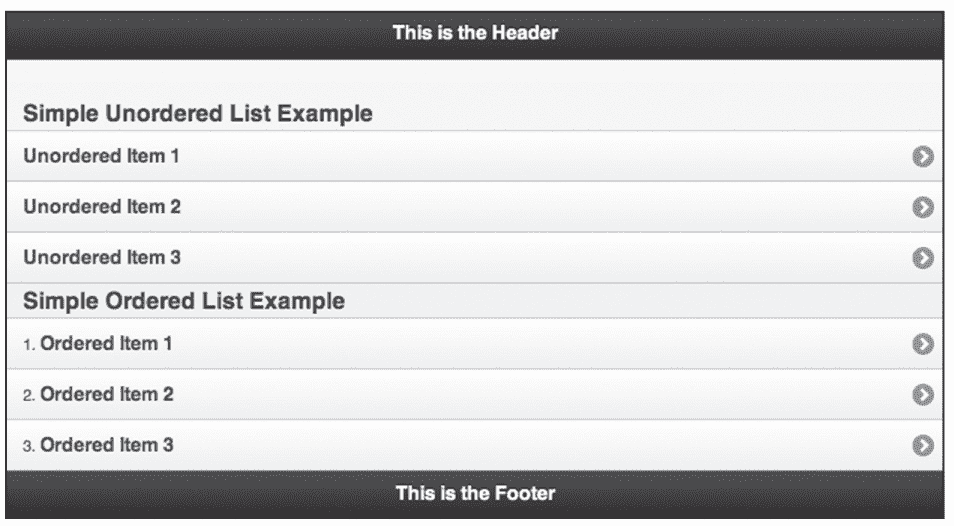 This is the Header
Simple Unordered List Example
Unordered Item 1
Unordered Item 2
Unordered Item 3
Simple Ordered List Example
1. Ordered Item 1
2. Ordered Item 2
3. Ordered Item 3
This is the Footer